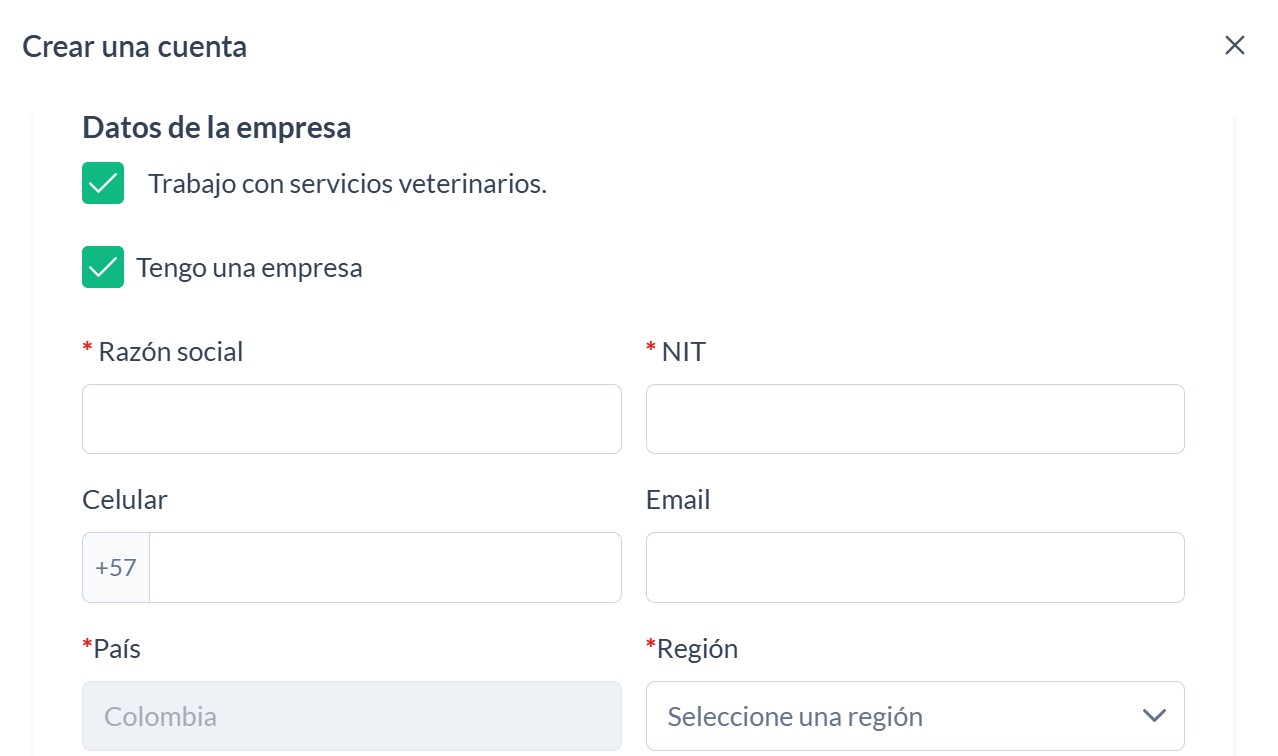 Crear una cuenta
Datos de la empresa
Trabajo con servicios veterinarios.
Tengo una empresa
* Razón social
* NIT
Celular
Email
+57
*País
*Región
Colombia
Seleccione una región